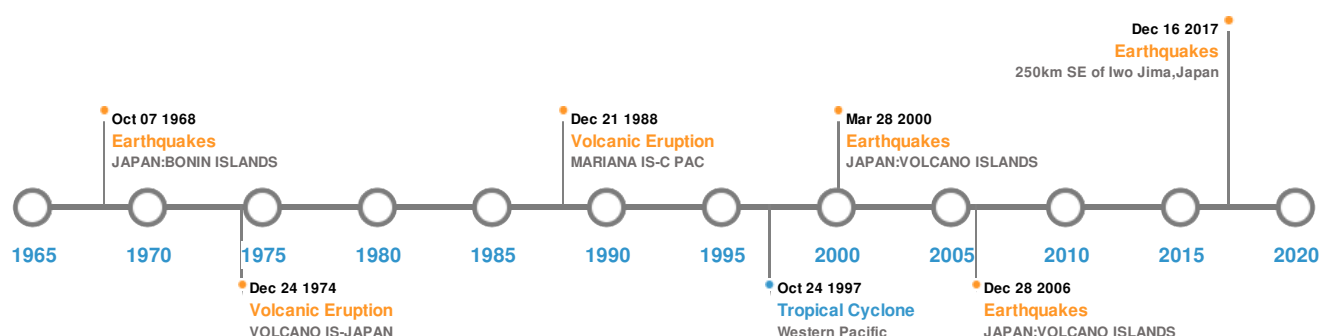 Dec 16 2017
Earthquakes
250km SE of Iwo Jima,Japan
Oct 07 1968
Earthquakes
JAPAN:BONIN ISLANDS
Dec 21 1988
Volcanic Eruption
MARIANA IS-C PAC
Mar 28 2000
Earthquakes
JAPAN:VOLCANO ISLANDS
1965 1970 1975 1980 1985 1990 1995 2000 2005 2010 2015 2020
Dec 24 1974
Volcanic Eruption
VOLCANO IS-JAPAN
Oct 24 1997
Tropical Cyclone
Western Pacific
Dec 28 2006
Earthquakes
JAPAN:VOLCANO ISLANDS